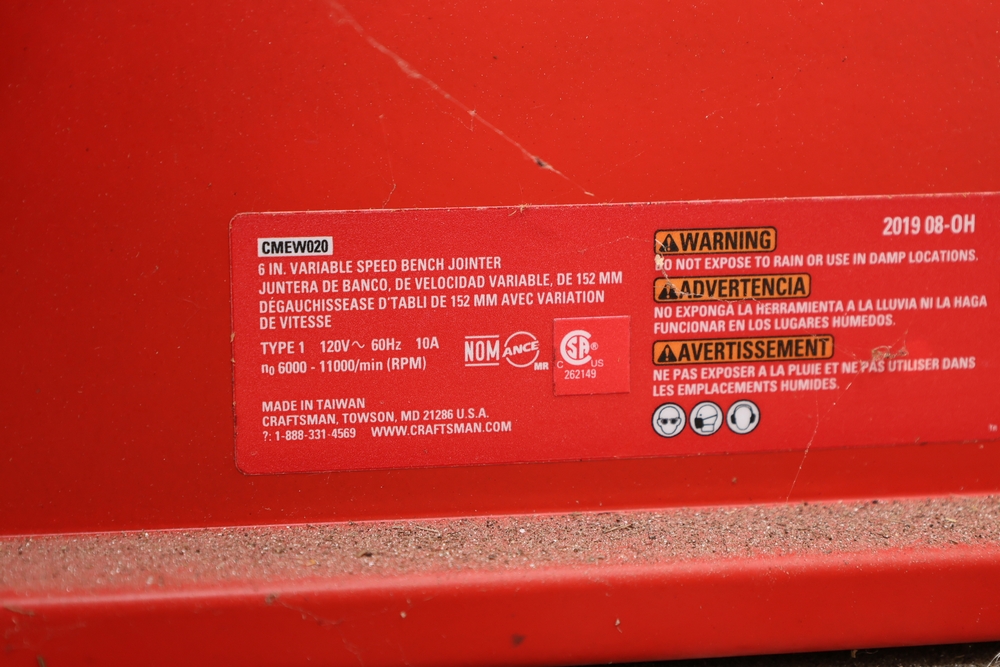 CMEW020
6 IN. VARIABLE SPEED BENCH JOINTER
JUNTERA DE BANCO, DE VELOCIDAD VARIABLE, DE 152 MM
DÉGAUCHISSEASE D'TABLI DE 152 MM AVEC VARIATION
DE VITESSE
TYPE 1 120V~ 60Hz 10A
n0 6000 - 11000/min (RPM)
NOM ANCE MR
C SA ® US
262149
MADE IN TAIWAN
CRAFTSMAN, TOWSON, MD 21286 U.S.A.
?: 1-888-331-4569 WWW.CRAFTSMAN.COM
2019 08-OH
WARNING
DO NOT EXPOSE TO RAIN OR USE IN DAMP LOCATIONS.
ADVERTENCIA
NO EXPONGA LA HERRAMIENTA A LA LLUVIA NI LA HAGA
FUNCIONAR EN LOS LUGARES HÚMEDOS.
AVERTISSEMENT
NE PAS EXPOSER A LA PLUIE ET NE PAS UTILISER DANS
LES EMPLACEMENTS HUMIDES.